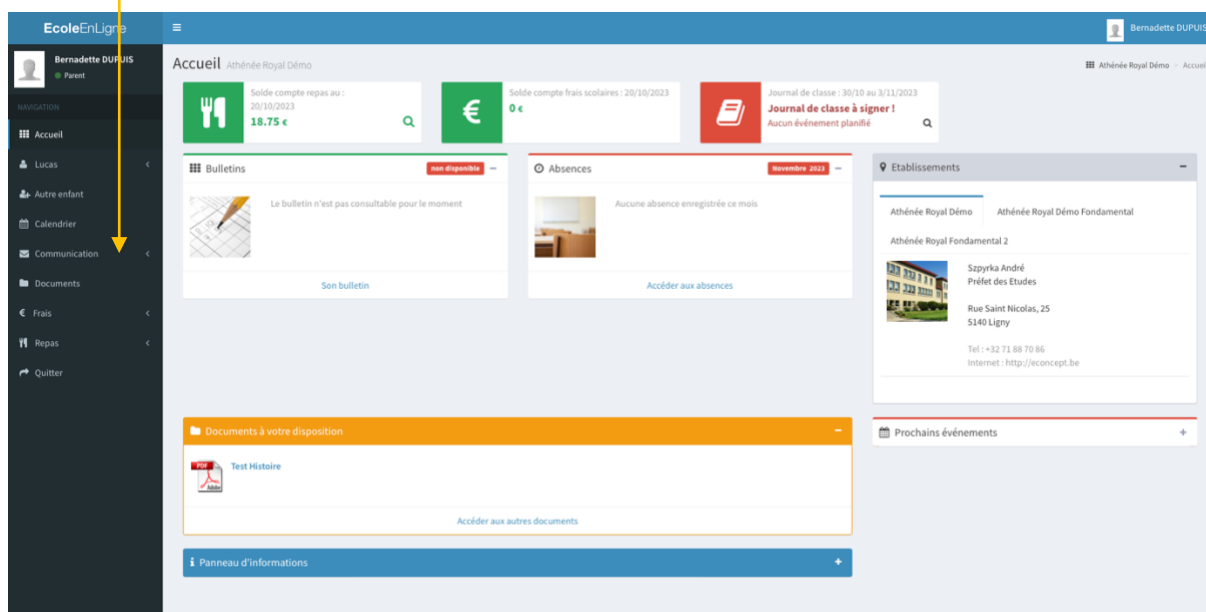 EcoleEnLigne
Bernadette DUPUIS
Bernadette DUPUIS
Parent
NAVIGATION
Accueil
Lucas
Autre enfant
Calendrier
Communication
Documents
€ Frais
Repas
Quitter
Accueil Athénée Royal Démo
Athénée Royal Démo > Accueil
Solde compte repas au :
20/10/2023
18.75 €
€
Solde compte frais scolaires : 20/10/2023
0 €
Journal de classe : 30/10 au 3/11/2023
Journal de classe à signer !
Aucun événement planifié
Bulletins
non disponible
Le bulletin n'est pas consultable pour le moment
Son bulletin
Absences
Novembre 2023
Aucune absence enregistrée ce mois
Accéder aux absences
Etablissements
Athénée Royal Démo Athénée Royal Démo Fondamental
Athénée Royal Fondamental 2
Szpyrka André
Préfet des Etudes
Rue Saint Nicolas, 25
5140 Ligny
Tel : +32 71 88 70 86
Internet : http://econcept.be
Documents à votre disposition
PDF
Adobe
Test Histoire
Accéder aux autres documents
Prochains événements
Panneau d'informations